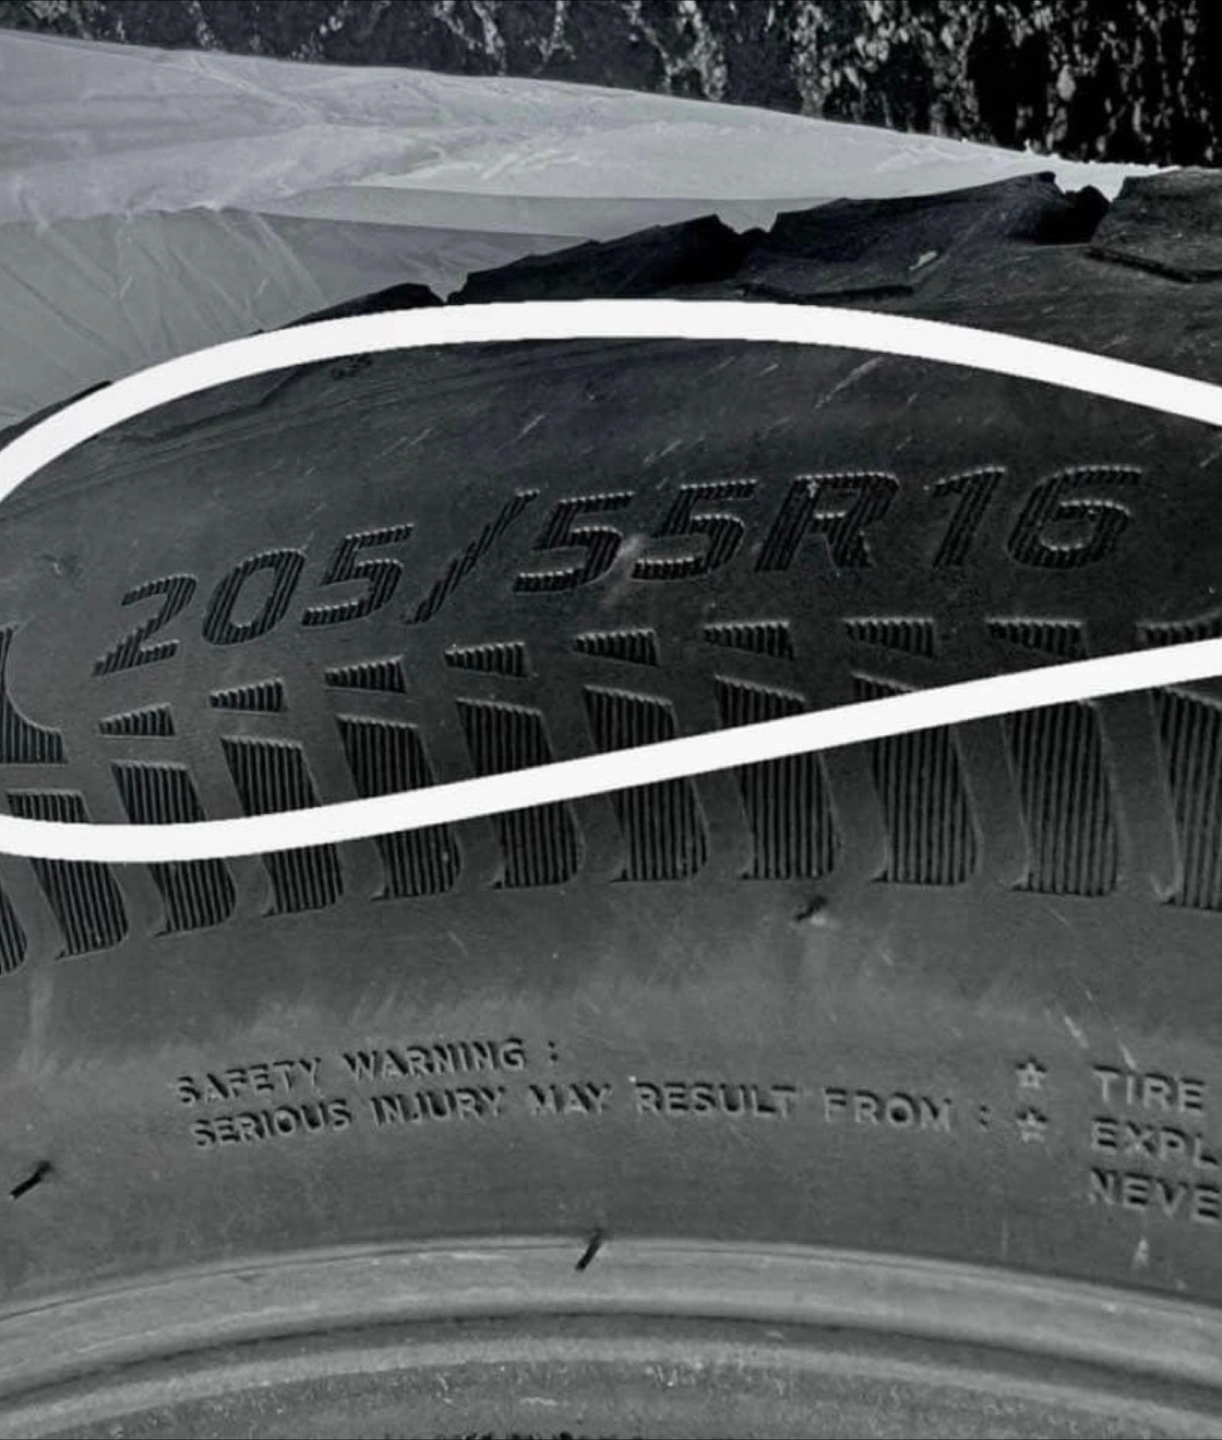 205/55R16
SAFETY WARNING :
SERIOUS INJURY MAY RESULT FROM : ☆ TIRE
☆ EXPL
NEVE